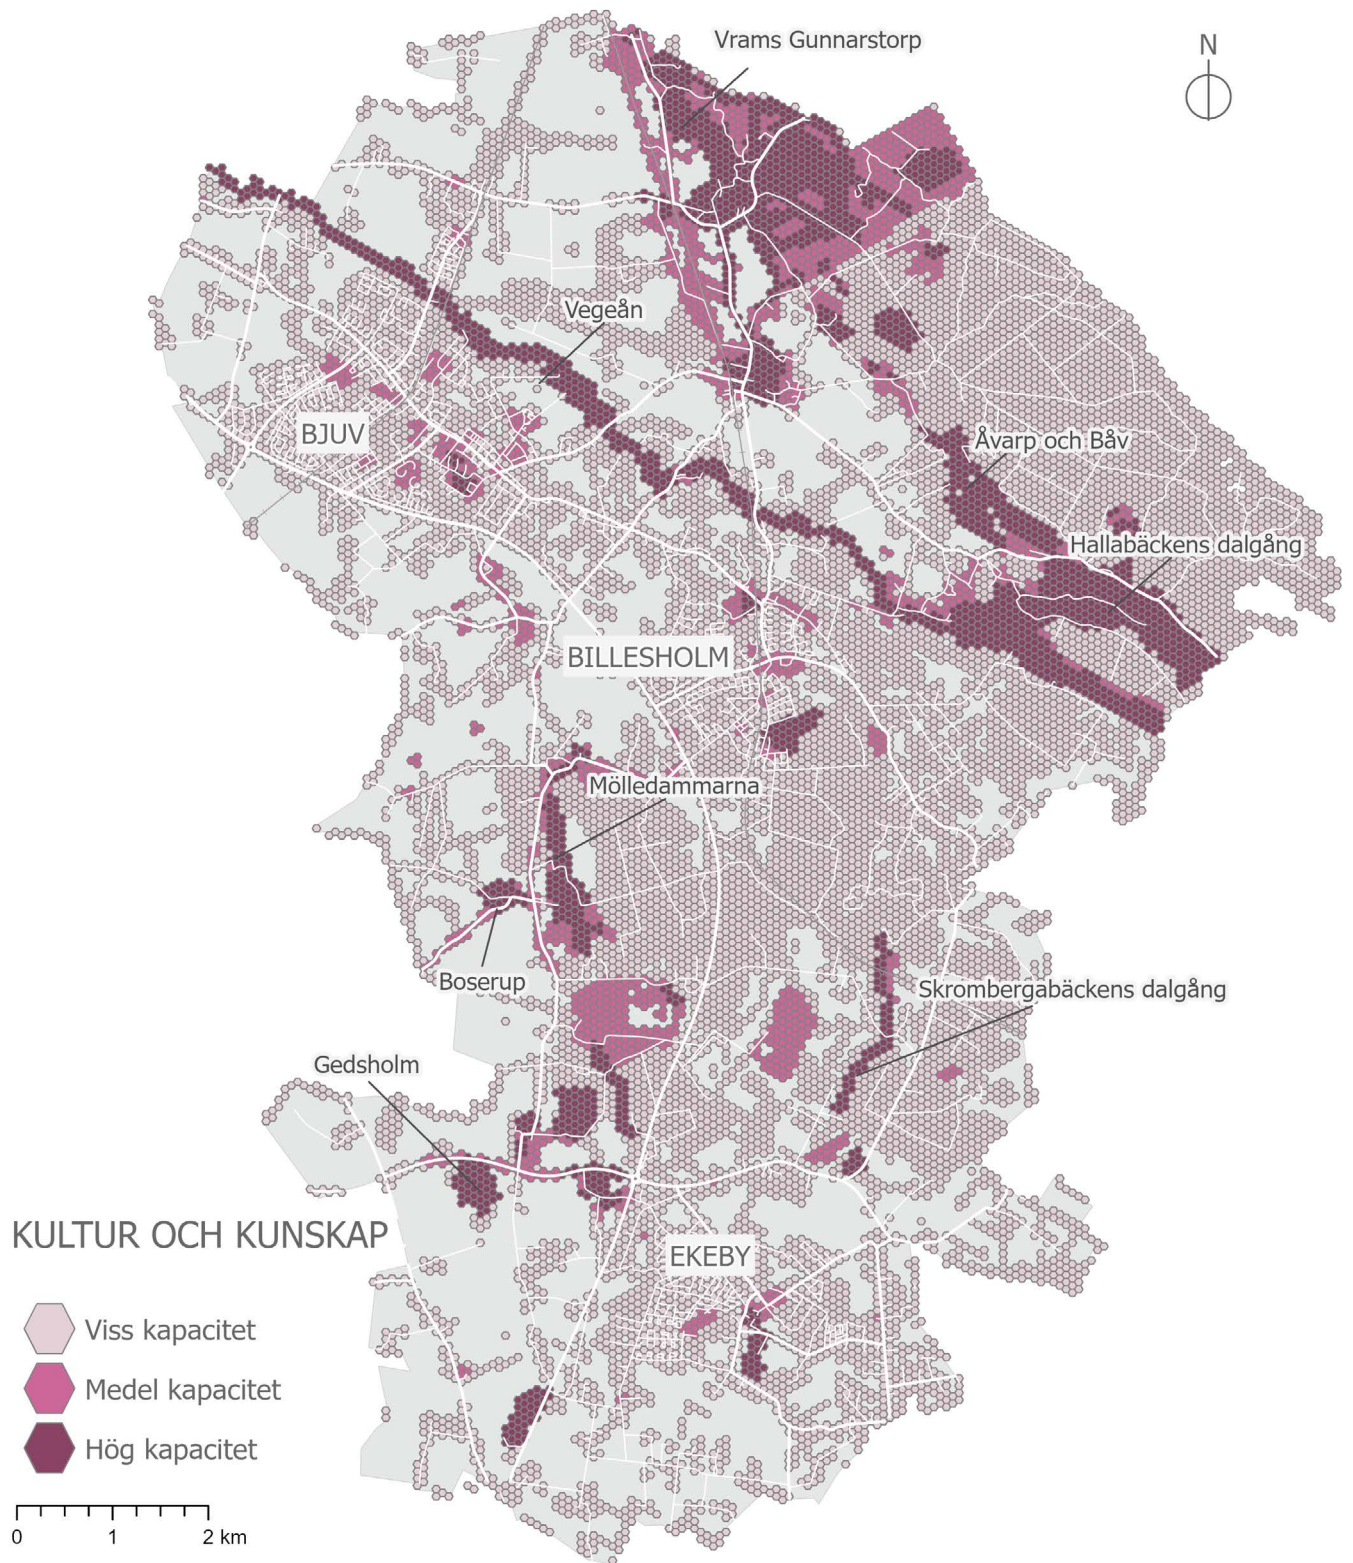 Vrams Gunnarstorp
N
Vegeån
BJUV
Åvarp och Båv
Hallabäckens dalgång
BILLESHOLM
Mölledammarna
Boserup
Skrombergabäckens dalgång
Gedsholm
EKEBY
KULTUR OCH KUNSKAP
Viss kapacitet
Medel kapacitet
Hög kapacitet
0 1 2 km